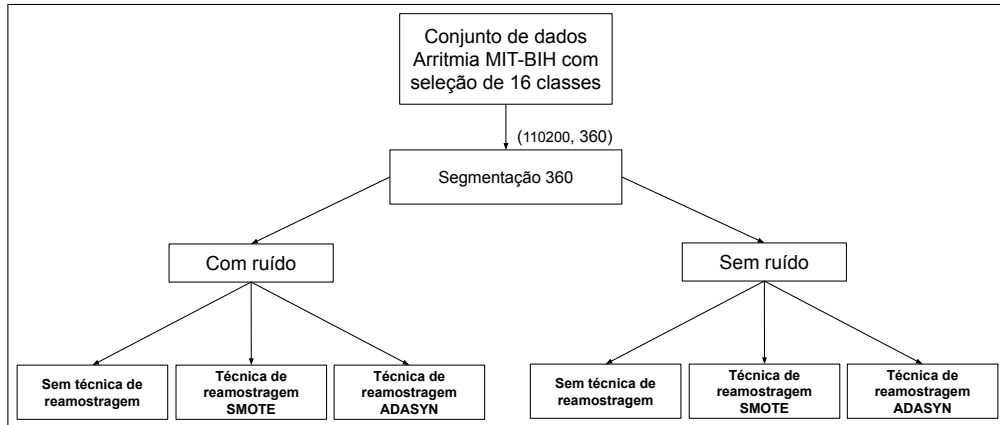 Conjunto de dados
Arritmia MIT-BIH com
seleção de 16 classes
(110200, 360)
Segmentação 360
Com ruído
Sem ruído
Sem técnica de
reamostragem
Técnica de
reamostragem
SMOTE
Técnica de
reamostragem
ADASYN
Sem técnica de
reamostragem
Técnica de
reamostragem
SMOTE
Técnica de
reamostragem
ADASYN